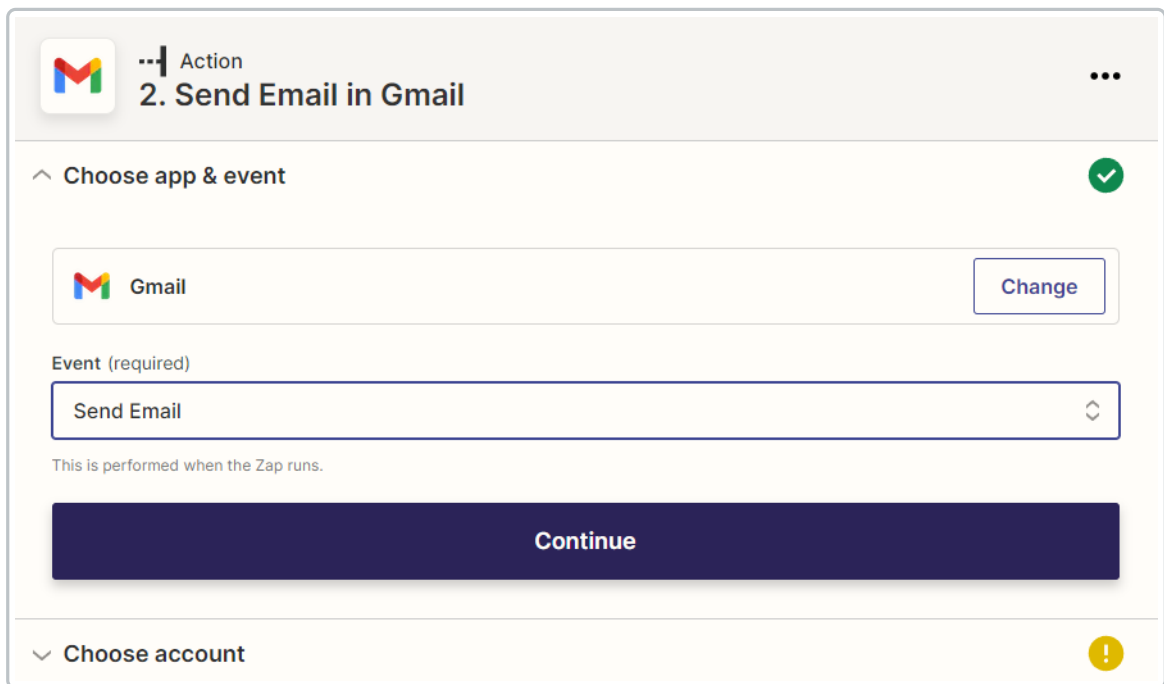 Action
2. Send Email in Gmail
Choose app & event
Gmail
Change
Event (required)
Send Email
This is performed when the Zap runs.
Continue
Choose account